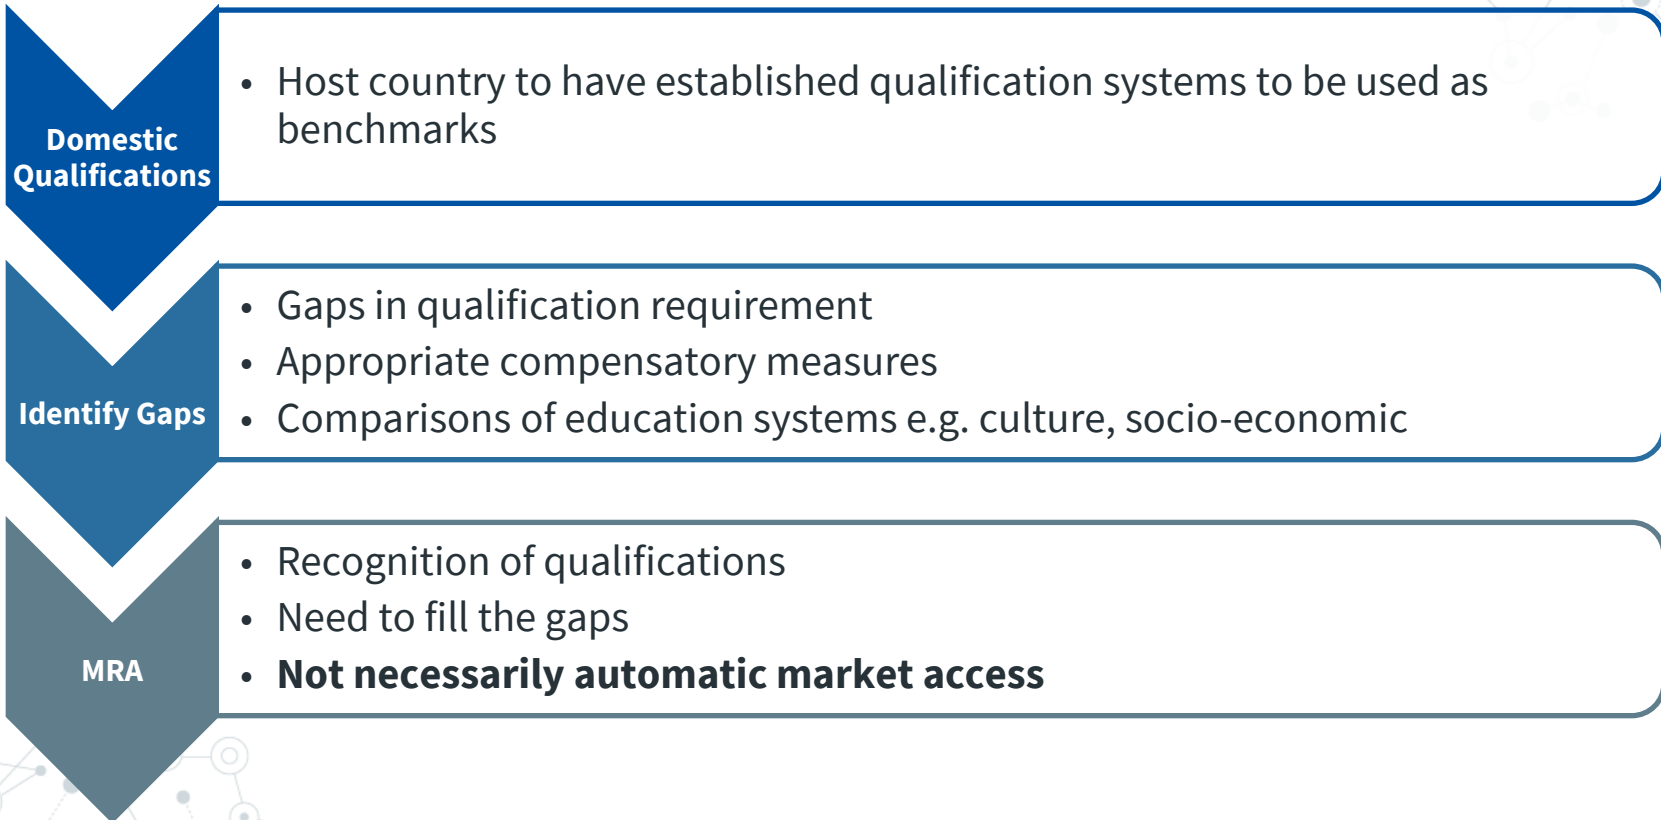 Domestic
Qualifications
• Host country to have established qualification systems to be used as
benchmarks
Identify Gaps
• Gaps in qualification requirement
• Appropriate compensatory measures
• Comparisons of education systems e.g. culture, socio-economic
MRA
• Recognition of qualifications
• Need to fill the gaps
• Not necessarily automatic market access